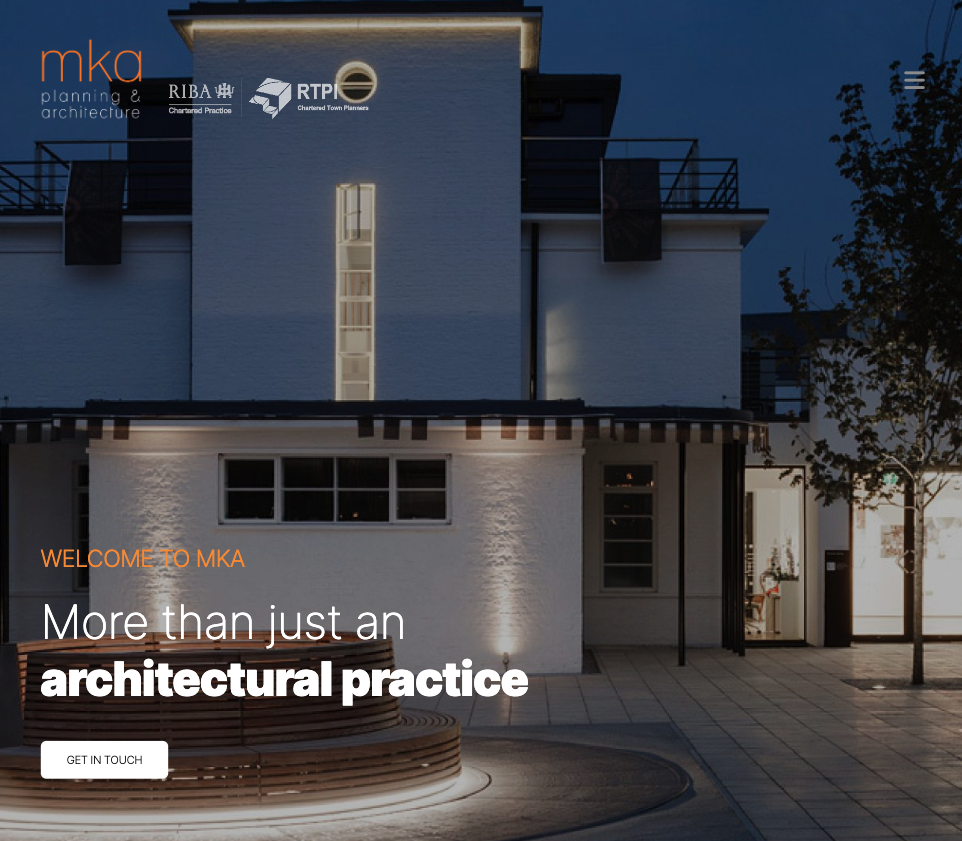 mka
planning &
architecture
RIBA
Chartered Practice
RTPI
Chartered Town Planners
WELCOME TO MKA
More than just an
architectural practice
GET IN TOUCH